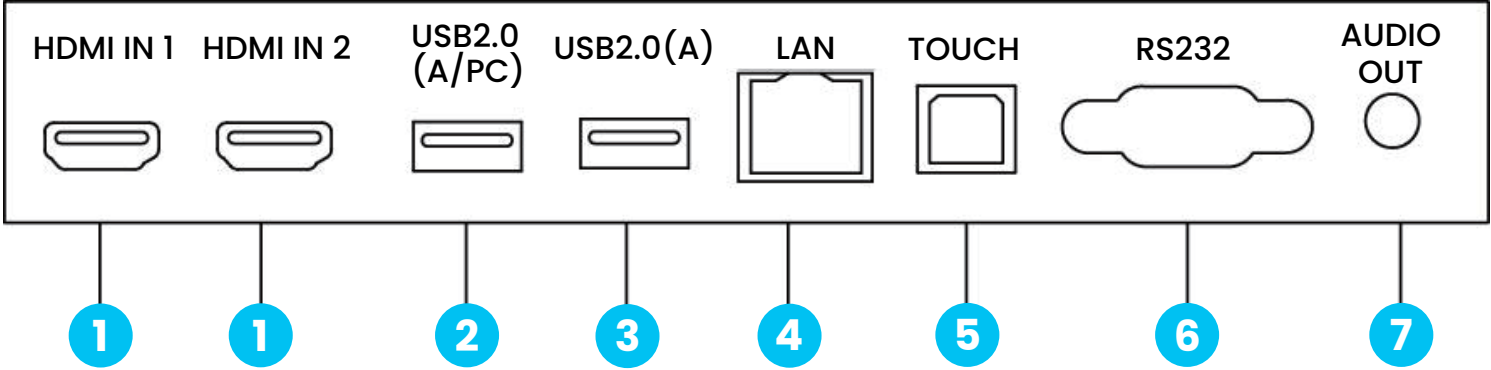 HDMI IN 1
HDMI IN 2
USB2.0
(A/PC)
USB2.0(A)
LAN
TOUCH
RS232
AUDIO
OUT
1
1
2
3
4
5
6
7